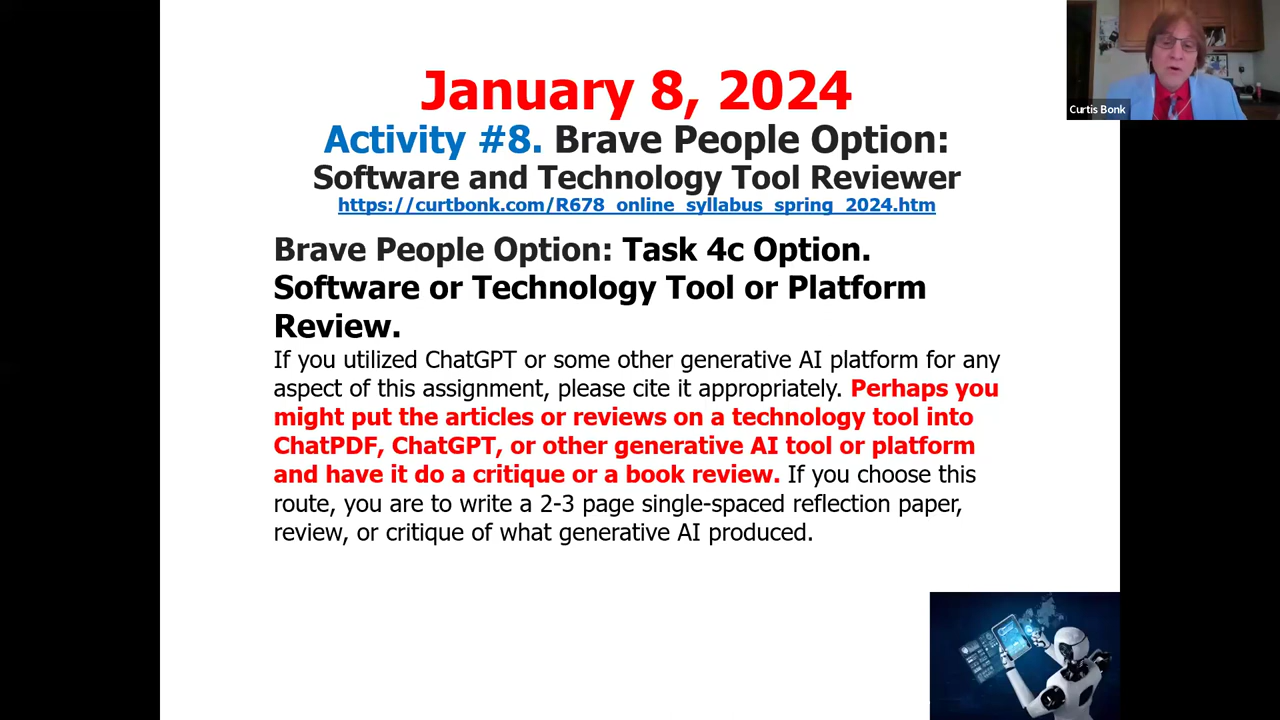 January 8, 2024
Activity #8. Brave People Option:
Software and Technology Tool Reviewer
https://curtbonk.com/R678_online_syllabus_spring_2024.htm
Brave People Option: Task 4c Option.
Software or Technology Tool or Platform
Review.
If you utilized ChatGPT or some other generative AI platform for any
aspect of this assignment, please cite it appropriately. Perhaps you
might put the articles or reviews on a technology tool into
ChatPDF, ChatGPT, or other generative AI tool or platform
and have it do a critique or a book review. If you choose this
route, you are to write a 2-3 page single-spaced reflection paper,
review, or critique of what generative AI produced.
Curtis Bonk